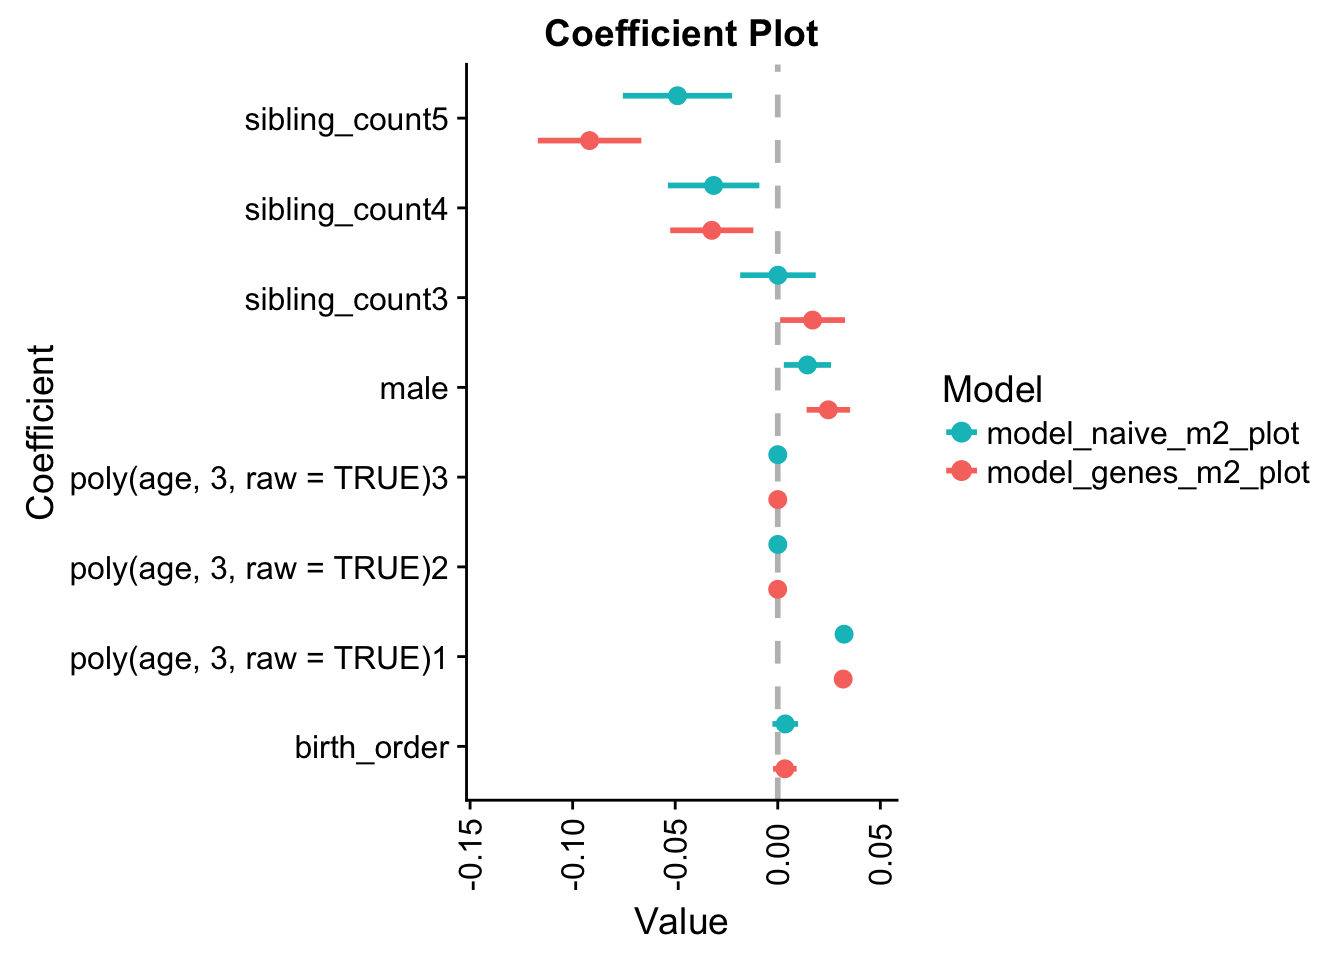 Coefficient Plot
Coefficient
sibling_count5
sibling_count4
sibling_count3
male
poly(age, 3, raw = TRUE)3
poly(age, 3, raw = TRUE)2
poly(age, 3, raw = TRUE)1
birth_order
-0.15
-0.10
-0.05
0.00
0.05
Value
Model
model_naive_m2_plot
model_genes_m2_plot